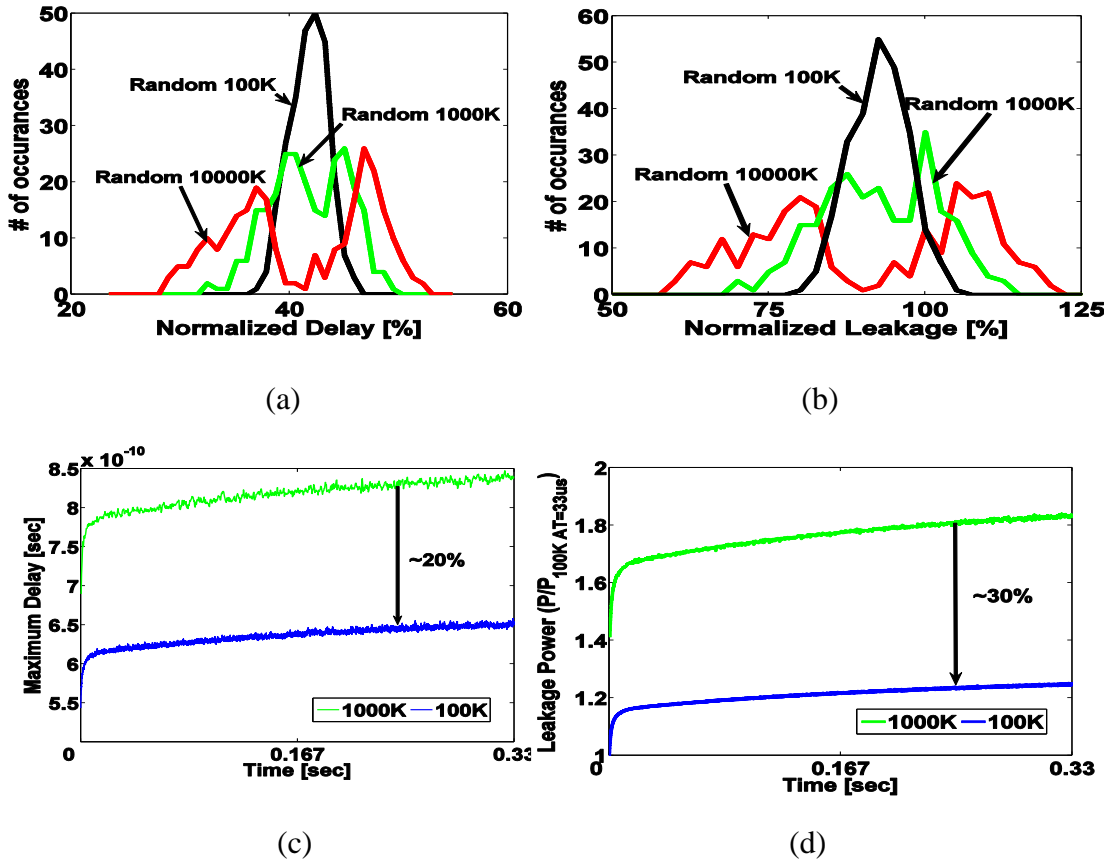 50
40
30
20
10
0
# of occurances
Random 100K
Random 1000K
Random 10000K
20
40
60
Normalized Delay [%]
(a)
60
50
40
30
20
10
0
# of occurances
Random 100K
Random 1000K
Random 10000K
50
75
100
125
Normalized Leakage [%]
(b)
x 10⁻¹⁰
8.5
8
7.5
7
6.5
6
5.5
0
Maximum Delay [sec]
~20%
1000K
100K
0.167
0.33
Time [sec]
(c)
2
1.8
1.6
1.4
1.2
1
0
Leakage Power (P/P100K AT=33us)
~30%
1000K
100K
0.167
0.33
Time [sec]
(d)